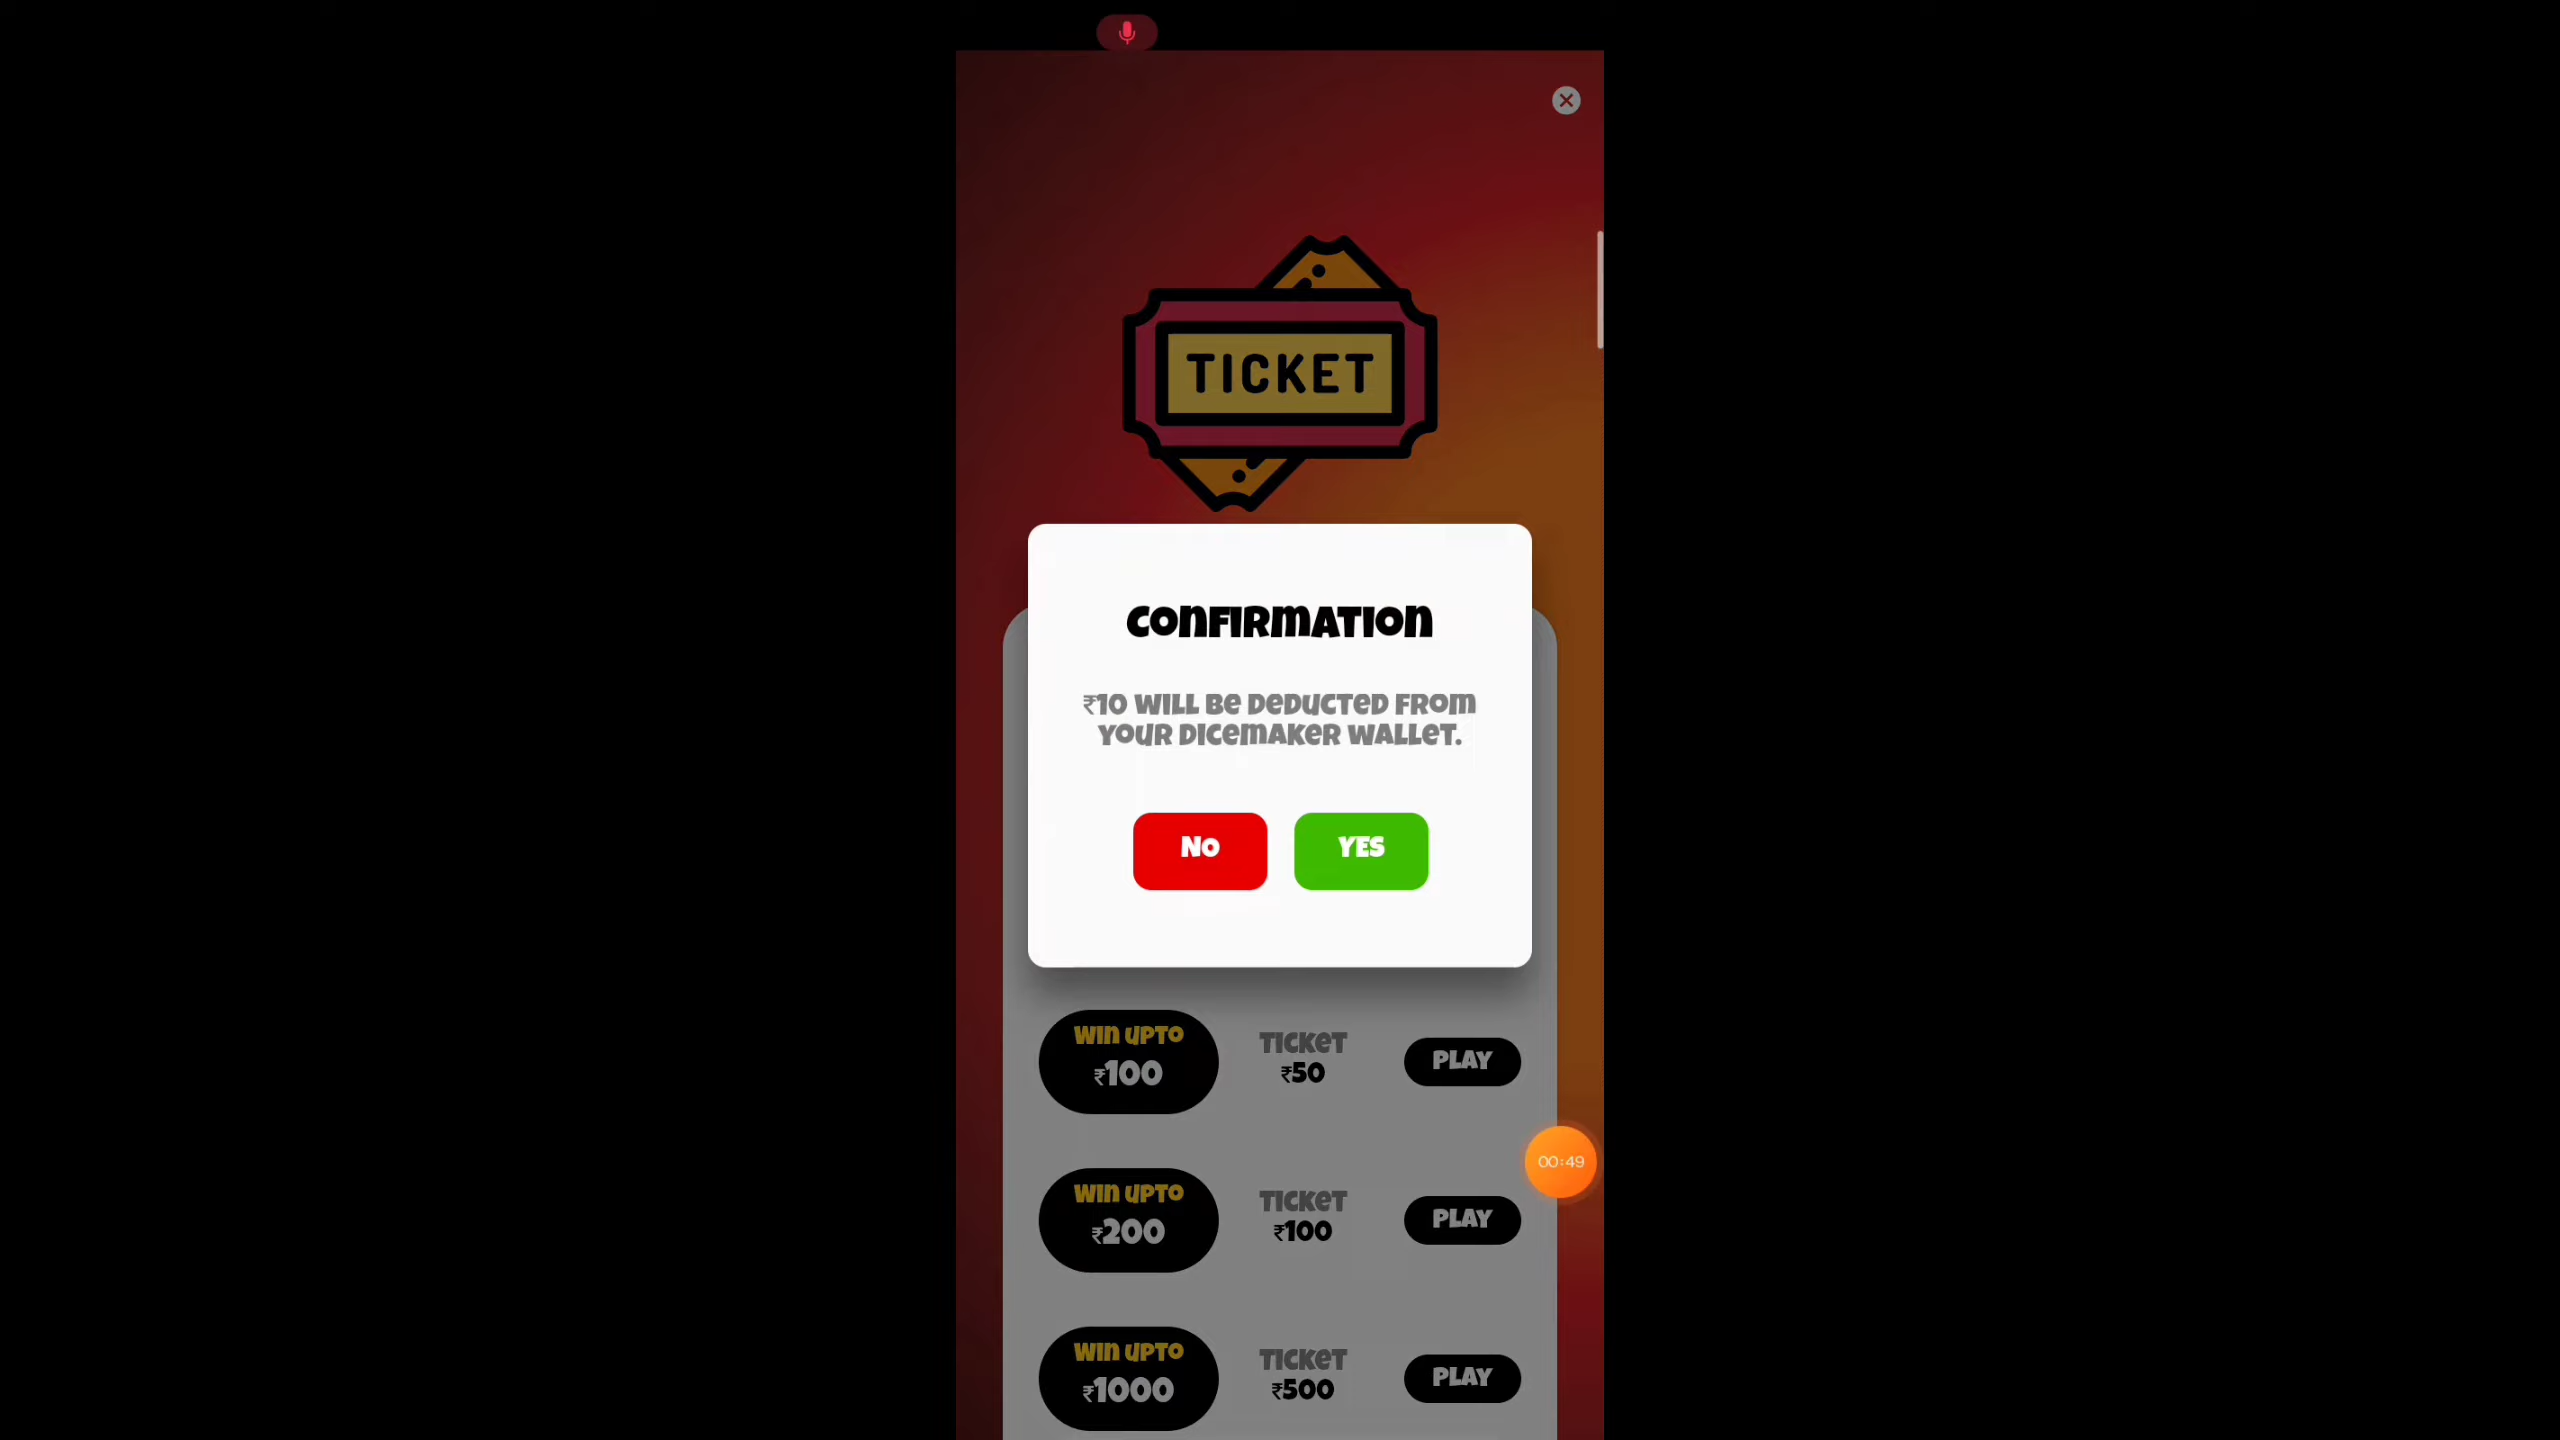 TICKET
CONFIRMATION
₹10 WILL BE DEDUCTED FROM
YOUR DICEMAKER WALLET.
NO
YES
WIN UPTO
₹100
TICKET
₹50
PLAY
WIN UPTO
₹200
TICKET
₹100
PLAY
00:49
WIN UPTO
₹1000
TICKET
₹500
PLAY